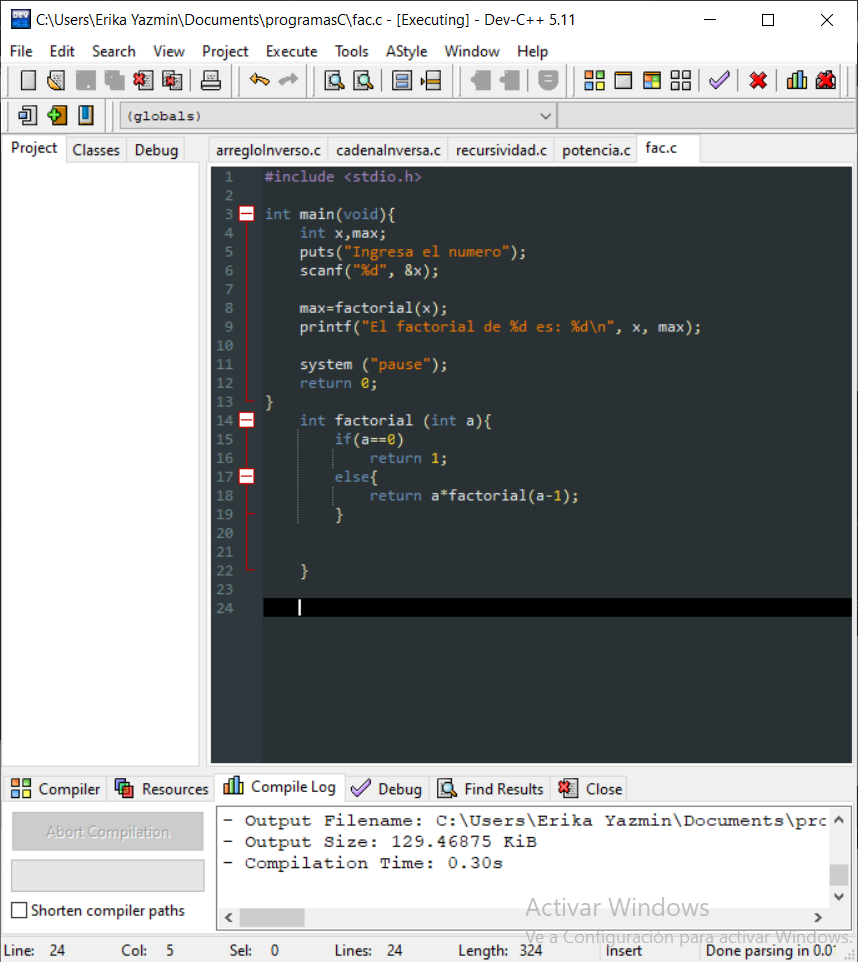 C:\Users\Erika Yazmin\Documents\programasC\fac.c - [Executing] - Dev-C++ 5.11
File Edit Search View Project Execute Tools AStyle Window Help
(globals)
Project Classes Debug arregloInverso.c cadenaInversa.c recursividad.c potencia.c fac.c
1 #include <stdio.h>
2
3 int main(void){
4 int x,max;
5 puts("Ingresa el numero");
6 scanf("%d", &x);
7
8 max=factorial(x);
9 printf("El factorial de %d es: %d\n", x, max);
10
11 system ("pause");
12 return 0;
13 }
14 int factorial (int a){
15 if(a==0)
16 return 1;
17 else{
18 return a*factorial(a-1);
19 }
20
21
22 }
23
24
Compiler Resources Compile Log Debug Find Results Close
Abort Compilation
Shorten compiler paths
- Output Filename: C:\Users\Erika Yazmin\Documents\prc
- Output Size: 129.46875 KiB
- Compilation Time: 0.30s
Activar Windows
Ve a Configuración para activar Windows.
Line: 24 Col: 5 Sel: 0 Lines: 24 Length: 324 Insert Done parsing in 0.0